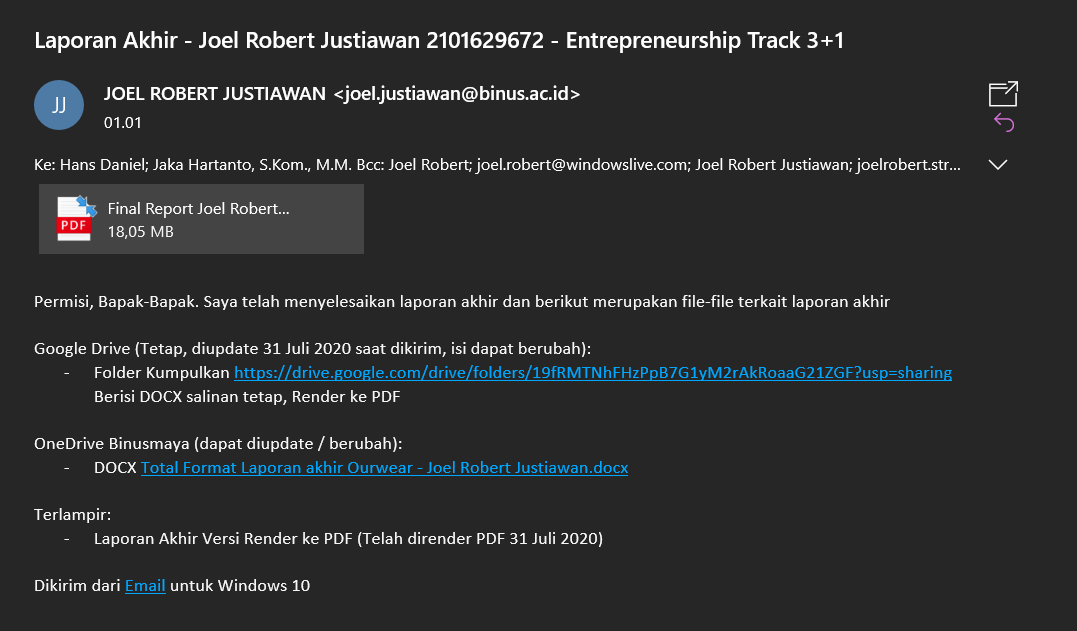 Laporan Akhir - Joel Robert Justiawan 2101629672 - Entrepreneurship Track 3+1
JJ
JOEL ROBERT JUSTIAWAN <joel.justiawan@binus.ac.id>
01.01
Ke: Hans Daniel; Jaka Hartanto, S.Kom., M.M. Bcc: Joel Robert; joel.robert@windowslive.com; Joel Robert Justiawan; joelrobert.str...
PDF
Final Report Joel Robert...
18,05 MB
Permisi, Bapak-Bapak. Saya telah menyelesaikan laporan akhir dan berikut merupakan file-file terkait laporan akhir
Google Drive (Tetap, diupdate 31 Juli 2020 saat dikirim, isi dapat berubah):
- Folder Kumpulkan https://drive.google.com/drive/folders/19fRMTNhFHzPpB7G1yM2rAkRoaaG21ZGF?usp=sharing
Berisi DOCX salinan tetap, Render ke PDF
OneDrive Binusmaya (dapat diupdate / berubah):
- DOCX Total Format Laporan akhir Ourwear - Joel Robert Justiawan.docx
Terlampir:
- Laporan Akhir Versi Render ke PDF (Telah dirender PDF 31 Juli 2020)
Dikirim dari Email untuk Windows 10